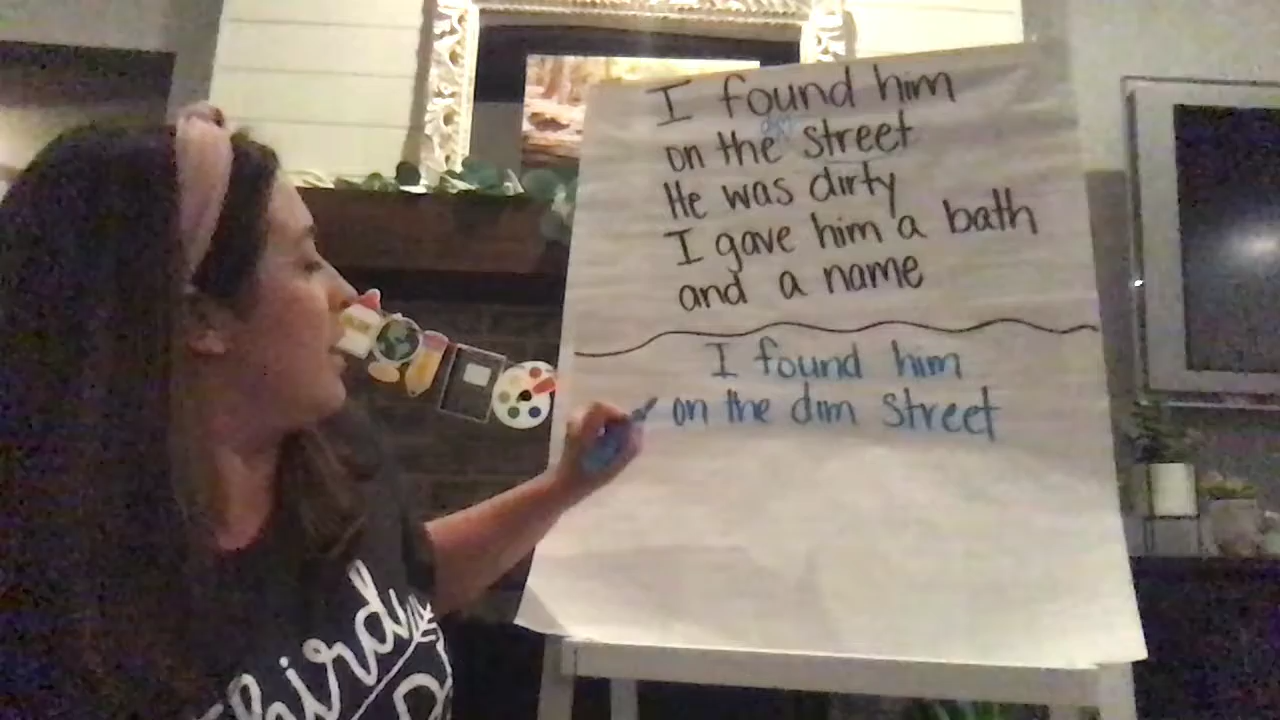 I found him
on the street
He was dirty
I gave him a bath
and a name
I found him
on the dim street
Third